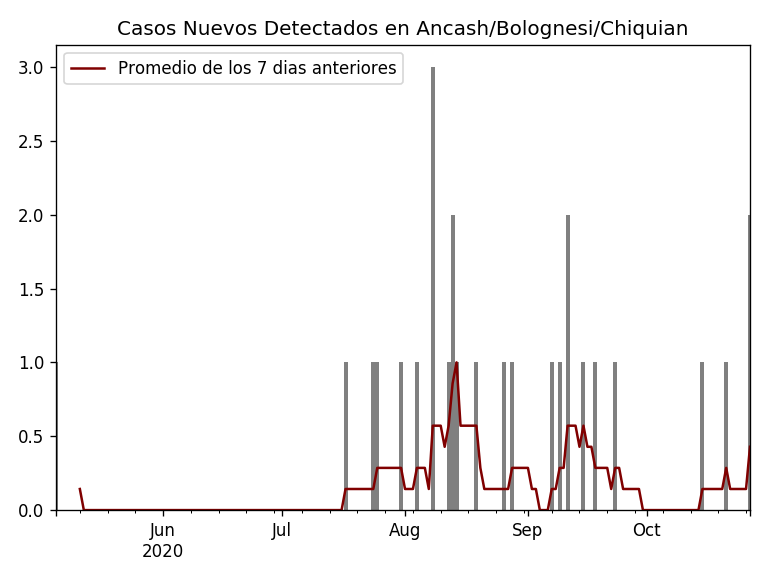 Casos Nuevos Detectados en Ancash/Bolognesi/Chiquian
Promedio de los 7 dias anteriores
3.0
2.5
2.0
1.5
1.0
0.5
0.0
Jun Jul Aug Sep Oct
2020